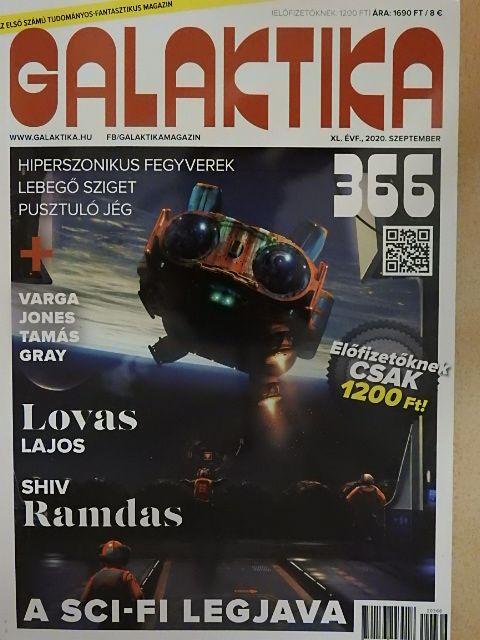 AZ ELSŐ SZÁMÚ TUDOMÁNYOS-FANTASZTIKUS MAGAZIN
(ELŐFIZETŐKNEK: 1200 FT) ÁRA: 1690 FT / 8 €
GALAKTIKA
WWW.GALAKTIKA.HU FB/GALAKTIKAMAGAZIN XL. ÉVF., 2020. SZEPTEMBER
HIPERSZONIKUS FEGYVEREK
LEBEGŐ SZIGET
PUSZTULÓ JÉG
366
+
VARGA
JONES
TAMÁS
GRAY
Előfizetőknek
CSAK
1200 Ft!
Lovas
LAJOS
SHIV
Ramdas
A SCI-FI LEGJAVA
20366